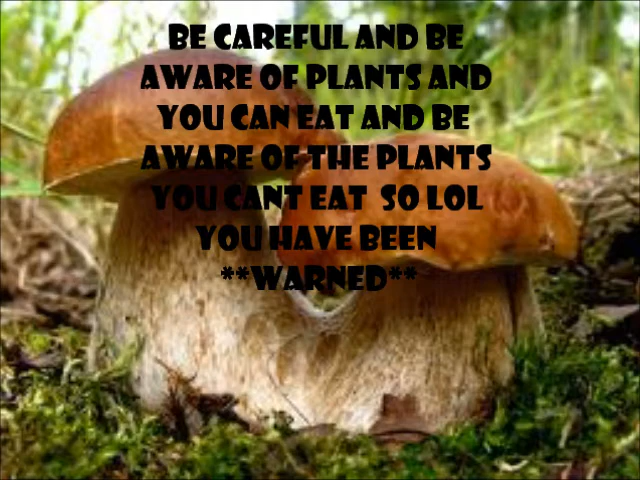 BE CAREFUL AND BE
AWARE OF PLANTS AND
YOU CAN EAT AND BE
AWARE OF THE PLANTS
YOU CANT EAT SO LOL
YOU HAVE BEEN
**WARNED**